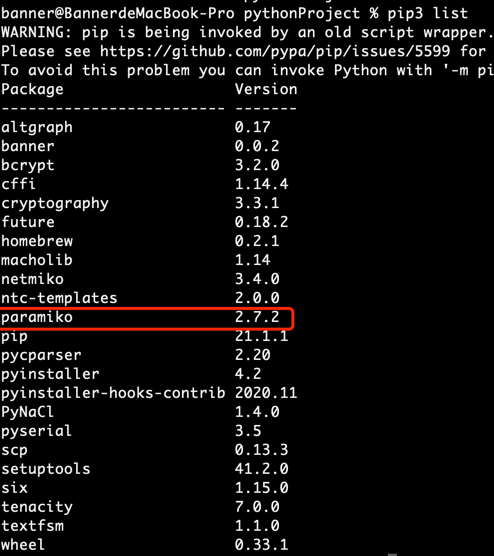 banner@BannerdeMacBook-Pro pythonProject % pip3 list
WARNING: pip is being invoked by an old script wrapper.
Please see https://github.com/pypa/pip/issues/5599 for
To avoid this problem you can invoke Python with '-m pi
Package Version
------------------------ -------
altgraph 0.17
banner 0.0.2
bcrypt 3.2.0
cffi 1.14.4
cryptography 3.3.1
future 0.18.2
homebrew 0.2.1
macholib 1.14
netmiko 3.4.0
ntc-templates 2.0.0
paramiko 2.7.2
pip 21.1.1
pycparser 2.20
pyinstaller 4.2
pyinstaller-hooks-contrib 2020.11
PyNaCl 1.4.0
pyserial 3.5
scp 0.13.3
setuptools 41.2.0
six 1.15.0
tenacity 7.0.0
textfsm 1.1.0
wheel 0.33.1